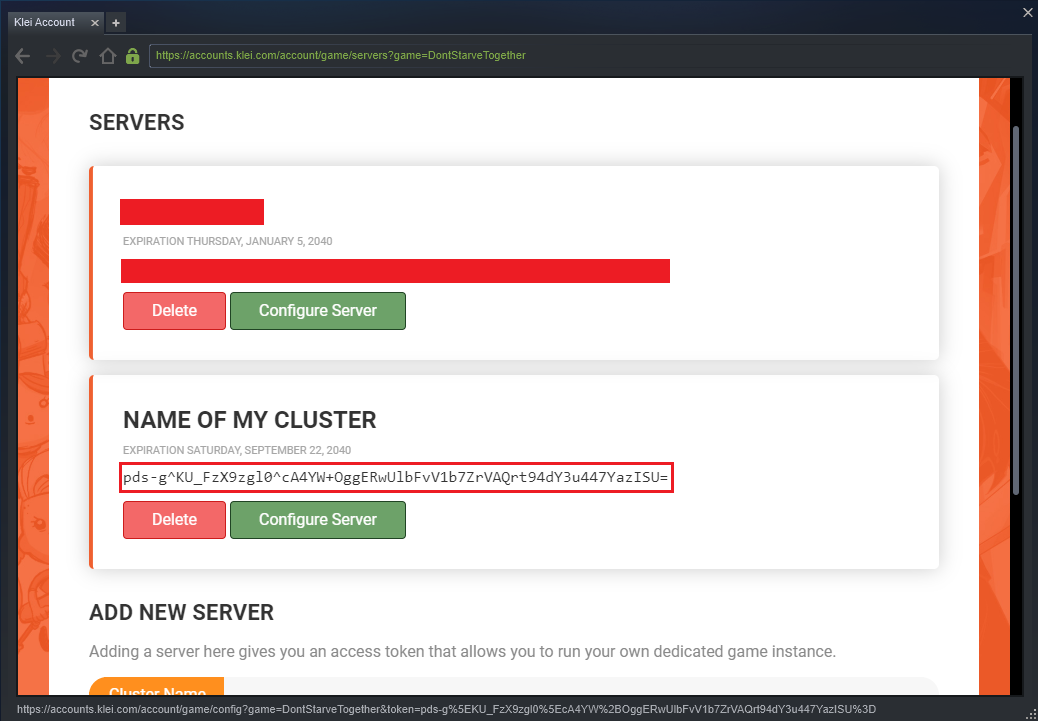 Klei Account
https://accounts.klei.com/account/game/servers?game=DontStarveTogether
SERVERS
EXPIRATION THURSDAY, JANUARY 5, 2040
Delete
Configure Server
NAME OF MY CLUSTER
EXPIRATION SATURDAY, SEPTEMBER 22, 2040
pds-g^KU_FzX9zgl0^cA4YW+OggERwUlbFvV1b7ZrVAQrt94dY3u447YazISU=
Delete
Configure Server
ADD NEW SERVER
Adding a server here gives you an access token that allows you to run your own dedicated game instance.
Cluster Name
https://accounts.klei.com/account/game/config?game=DontStarveTogether&token=pds-g%5EKU_FzX9zgl0%5EcA4YW%2BOggERwUlbFvV1b7ZrVAQrt94dY3u447YazISU%3D